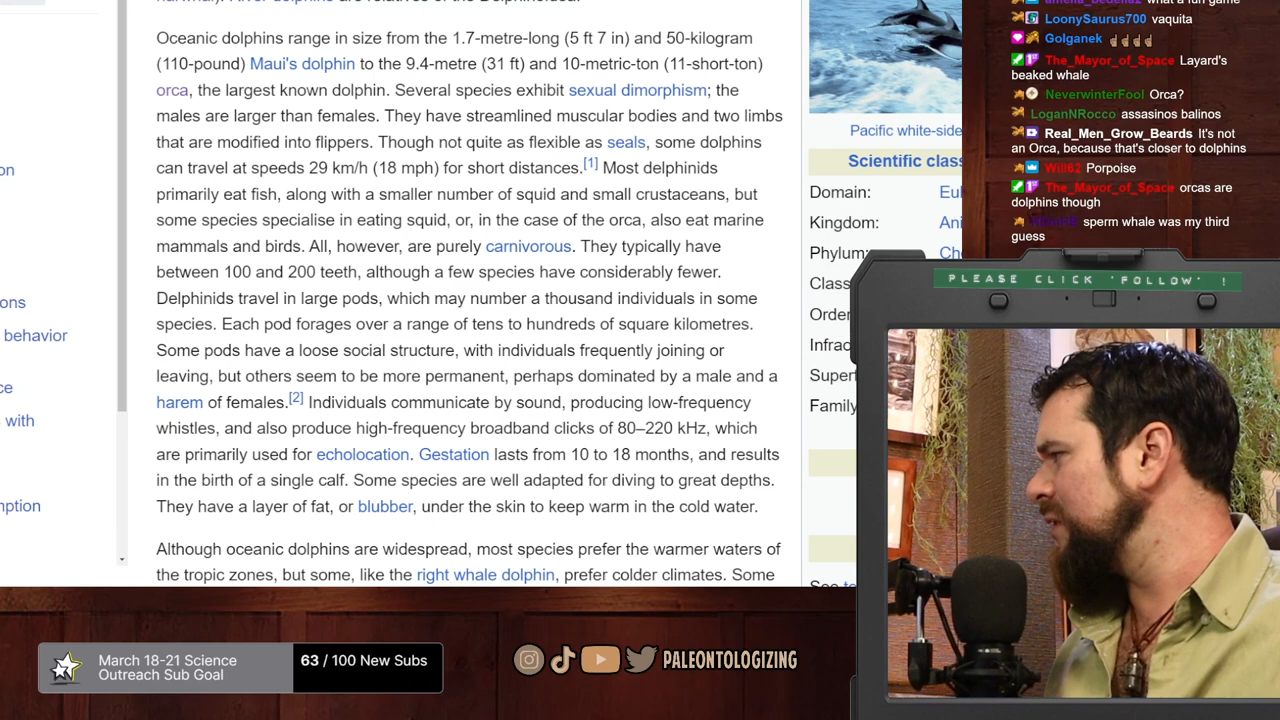 Oceanic dolphins range in size from the 1.7-metre-long (5 ft 7 in) and 50-kilogram
(110-pound) Maui's dolphin to the 9.4-metre (31 ft) and 10-metric-ton (11-short-ton)
orca, the largest known dolphin. Several species exhibit sexual dimorphism; the
males are larger than females. They have streamlined muscular bodies and two limbs
that are modified into flippers. Though not quite as flexible as seals, some dolphins
can travel at speeds 29 km/h (18 mph) for short distances.[1] Most delphinids
primarily eat fish, along with a smaller number of squid and small crustaceans, but
some species specialise in eating squid, or, in the case of the orca, also eat marine
mammals and birds. All, however, are purely carnivorous. They typically have
between 100 and 200 teeth, although a few species have considerably fewer.
Delphinids travel in large pods, which may number a thousand individuals in some
species. Each pod forages over a range of tens to hundreds of square kilometres.
Some pods have a loose social structure, with individuals frequently joining or
leaving, but others seem to be more permanent, perhaps dominated by a male and a
harem of females.[2] Individuals communicate by sound, producing low-frequency
whistles, and also produce high-frequency broadband clicks of 80–220 kHz, which
are primarily used for echolocation. Gestation lasts from 10 to 18 months, and results
in the birth of a single calf. Some species are well adapted for diving to great depths.
They have a layer of fat, or blubber, under the skin to keep warm in the cold water.
Although oceanic dolphins are widespread, most species prefer the warmer waters of
the tropic zones, but some, like the right whale dolphin, prefer colder climates. Some
on
ons
behavior
ce
with
nption
Pacific white-side
Scientific class
Domain: Eul
Kingdom: Ani
Phylum: Ch
Class
Order
Infrao
Superf
Family
See to
what a fun game
LoonySaurus700 vaquita
Golganek
The_Mayor_of_Space Layard's
beaked whale
NeverwinterFool Orca?
LoganNRocco assasinos balinos
Real_Men_Grow_Beards It's not
an Orca, because that's closer to dolphins
Will62 Porpoise
The_Mayor_of_Space orcas are
dolphins though
sperm whale was my third
guess
PLEASE CLICK 'FOLLOW' !
March 18-21 Science
Outreach Sub Goal
63 / 100 New Subs
PALEONTOLOGIZING